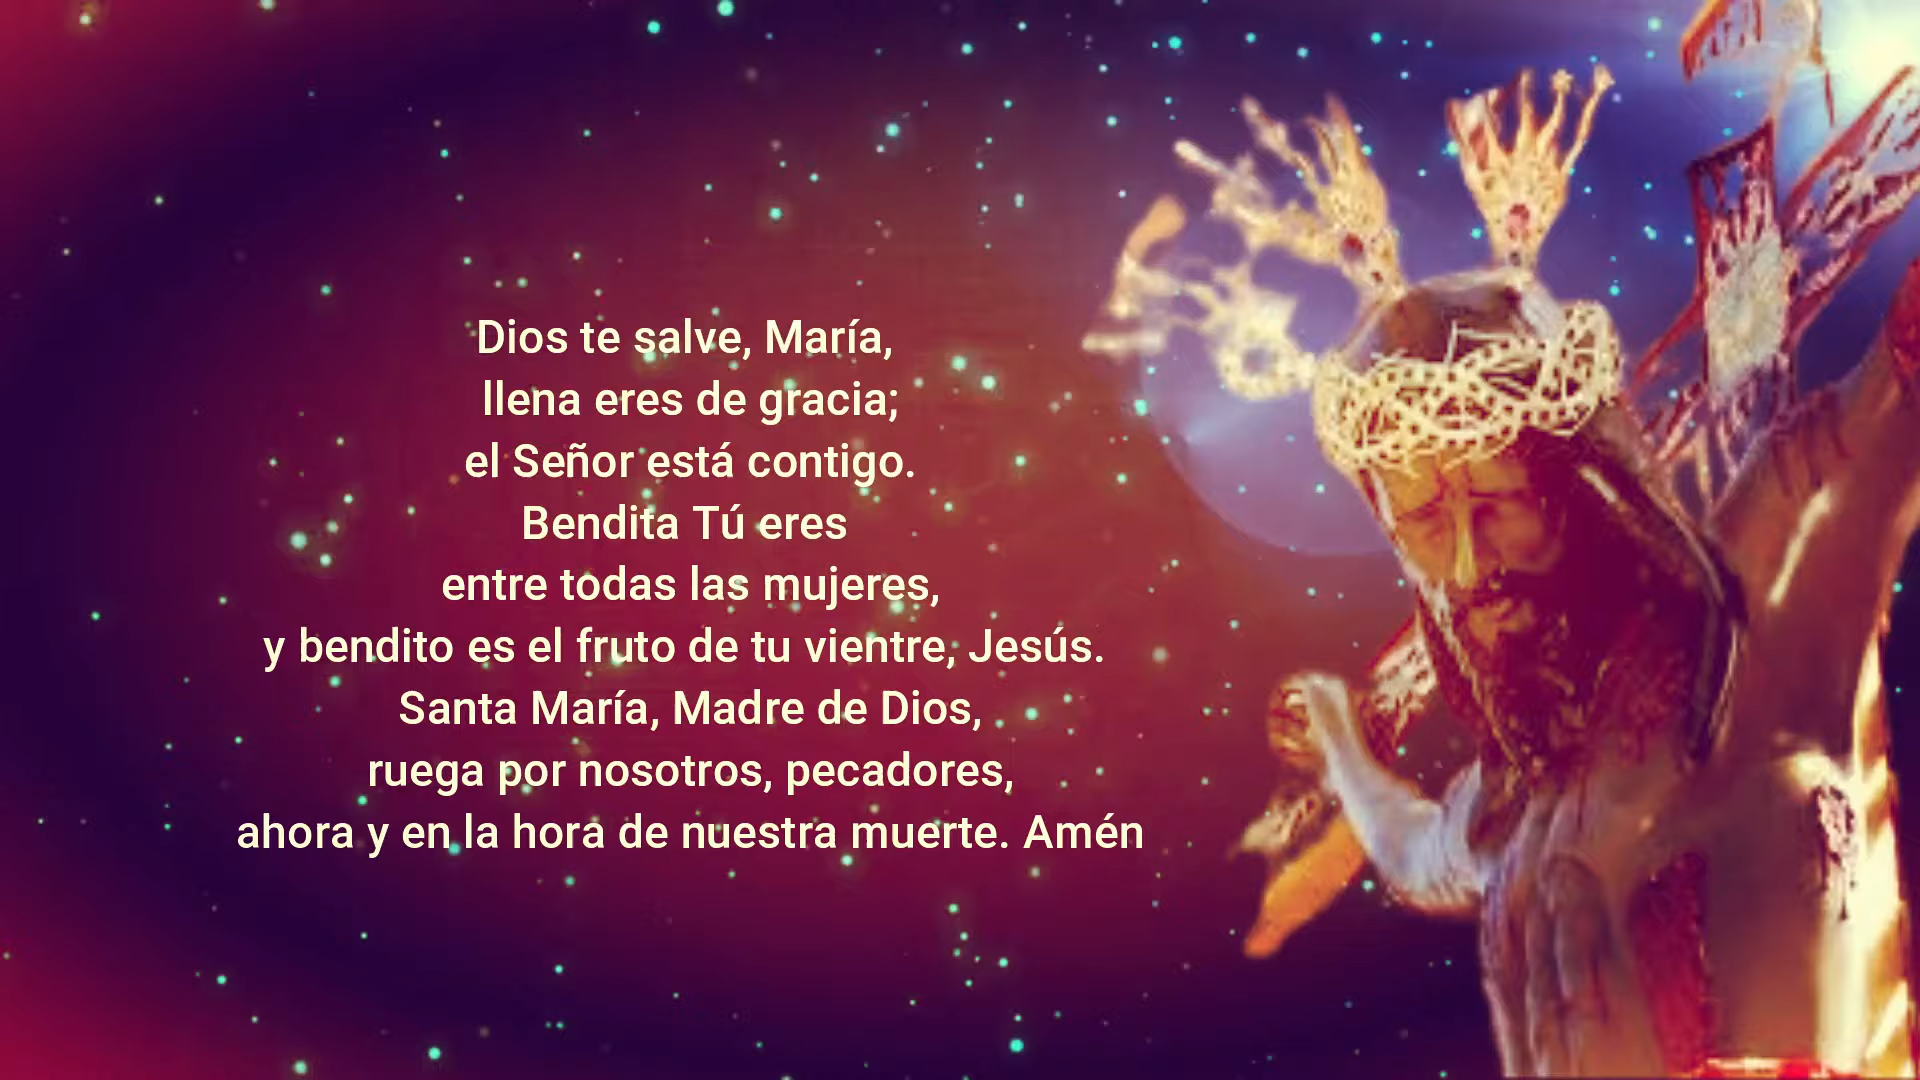 Dios te salve, María,
llena eres de gracia;
el Señor está contigo.
Bendita Tú eres
entre todas las mujeres,
y bendito es el fruto de tu vientre, Jesús.
Santa María, Madre de Dios,
ruega por nosotros, pecadores,
ahora y en la hora de nuestra muerte. Amén